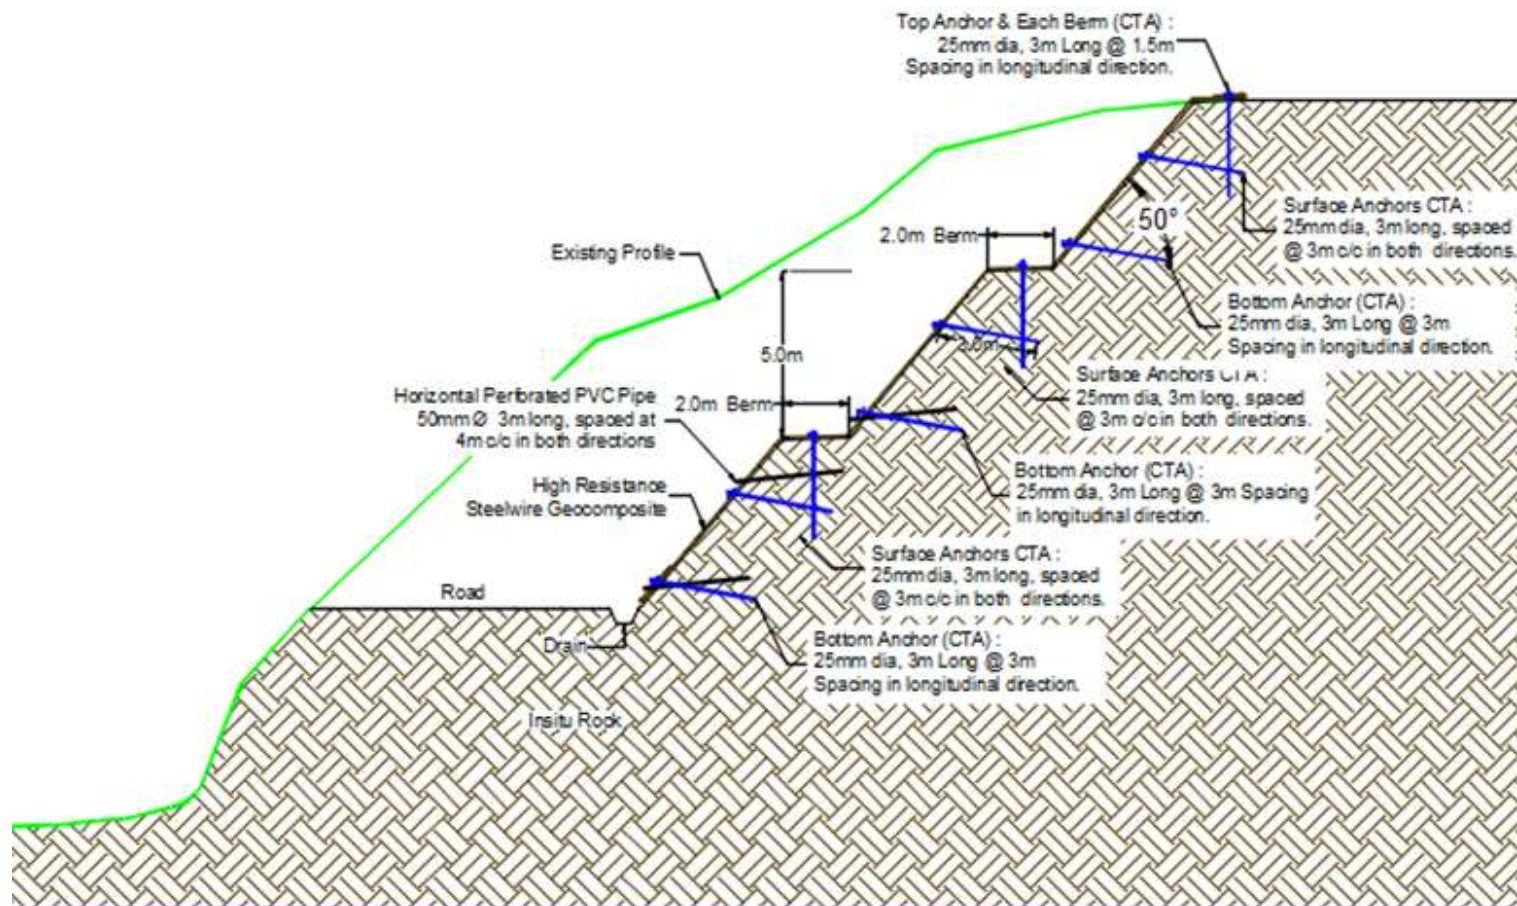 Top Anchor & Each Berm (CTA) :
25mm dia, 3m Long @ 1.5m
Spacing in longitudinal direction.
Surface Anchors CTA :
25mm dia, 3m long, spaced
@ 3m c/c in both directions.
50°
2.0m Berm
Existing Profile
Bottom Anchor (CTA) :
25mm dia, 3m Long @ 3m
Spacing in longitudinal direction.
5.0m
3.0m
Surface Anchors CTA :
25mm dia, 3m long, spaced
@ 3m c/c in both directions.
Horizontal Perforated PVC Pipe
50mm Ø 3m long, spaced at
4m c/c in both directions
2.0m Berm
Bottom Anchor (CTA) :
25mm dia, 3m Long @ 3m Spacing
in longitudinal direction.
High Resistance
Steelwire Geocomposite
Surface Anchors CTA :
25mm dia, 3m long, spaced
@ 3m c/c in both directions.
Road
Drain
Bottom Anchor (CTA) :
25mm dia, 3m Long @ 3m
Spacing in longitudinal direction.
Insitu Rock